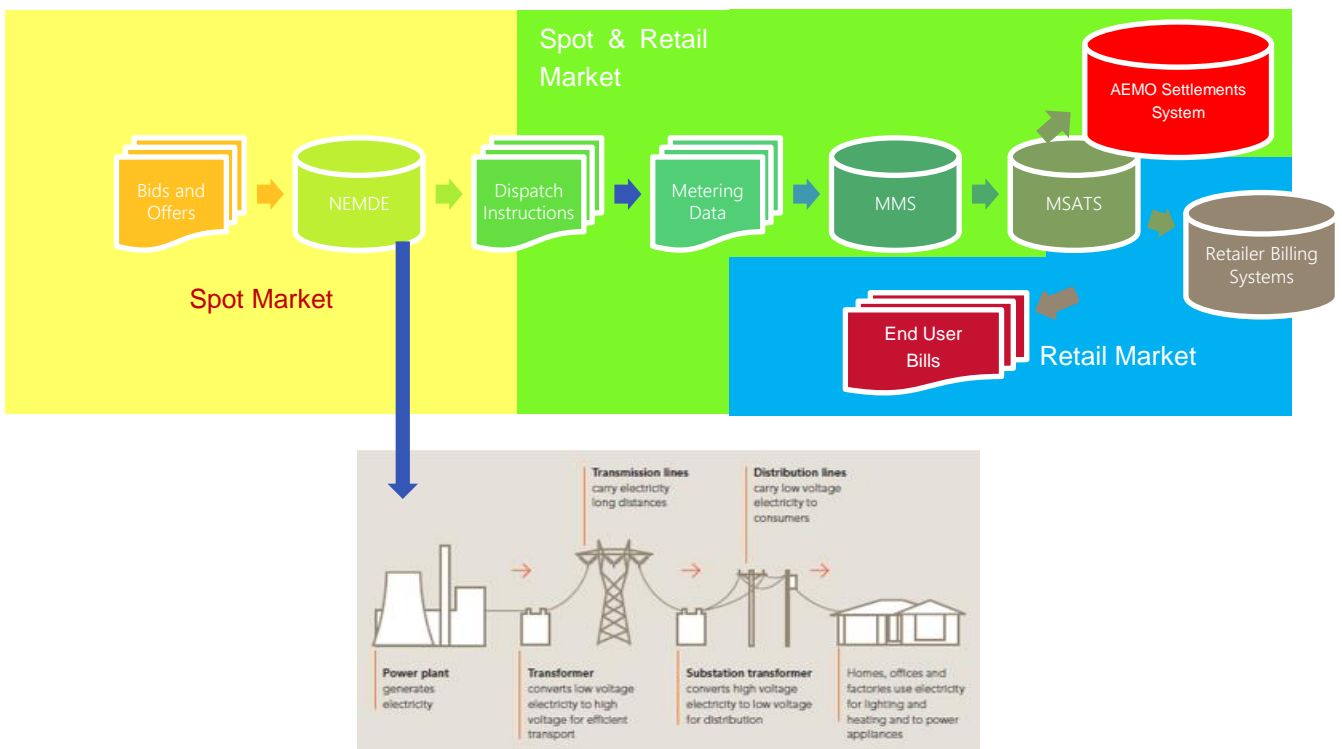 Spot & Retail
Market
AEMO Settlements
System
Bids and
Offers
NEMDE
Dispatch
Instructions
Metering
Data
MMS
MSATS
Retailer Billing
Systems
Spot Market
End User
Bills
Retail Market
Transmission lines
carry electricity
long distances
Distribution lines
carry low voltage
electricity to
consumers
Power plant
generates
electricity
Transformer
converts low voltage
electricity to high
voltage for efficient
transport
Substation transformer
converts high voltage
electricity to low voltage
for distribution
Homes, offices and
factories use electricity
for lighting and
heating and to power
appliances